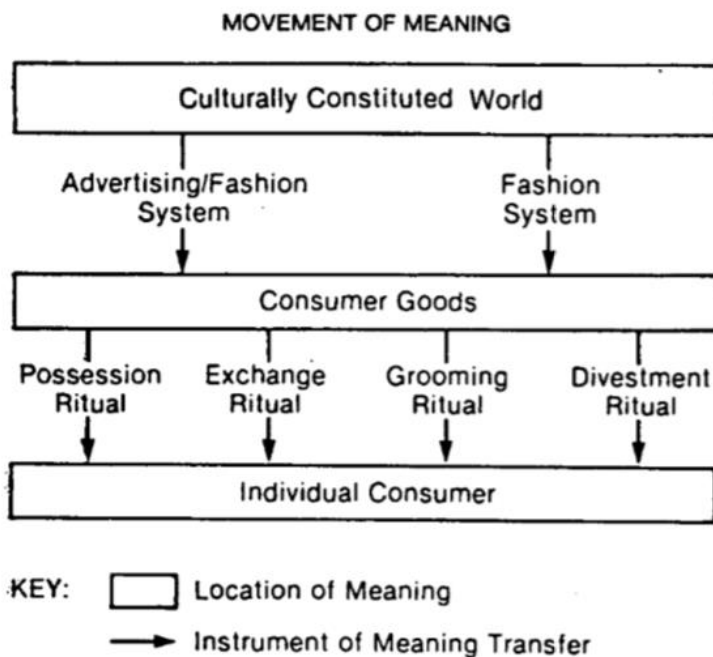 MOVEMENT OF MEANING
Culturally Constituted World
Advertising/Fashion
System
Fashion
System
Consumer Goods
Possession
Ritual
Exchange
Ritual
Grooming
Ritual
Divestment
Ritual
Individual Consumer
KEY:
Location of Meaning
Instrument of Meaning Transfer